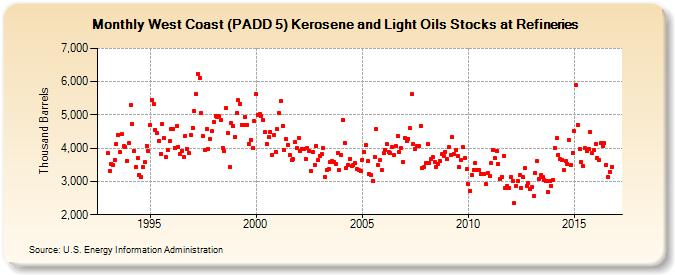 Monthly West Coast (PADD 5) Kerosene and Light Oils Stocks at Refineries
Thousand Barrels
7,000
6,000
5,000
4,000
3,000
2,000
1995 2000 2005 2010 2015
Source: U.S. Energy Information Administration